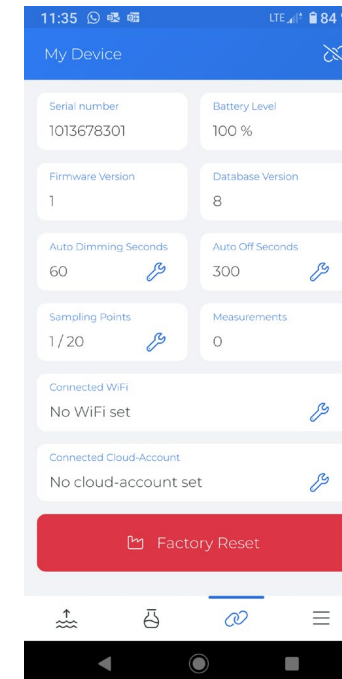 11:35 LTE 84
My Device
Serial number Battery Level
1013678301 100 %
Firmware Version Database Version
1 8
Auto Dimming Seconds Auto Off Seconds
60 300
Sampling Points Measurements
1 / 20 0
Connected WiFi
No WiFi set
Connected Cloud-Account
No cloud-account set
Factory Reset